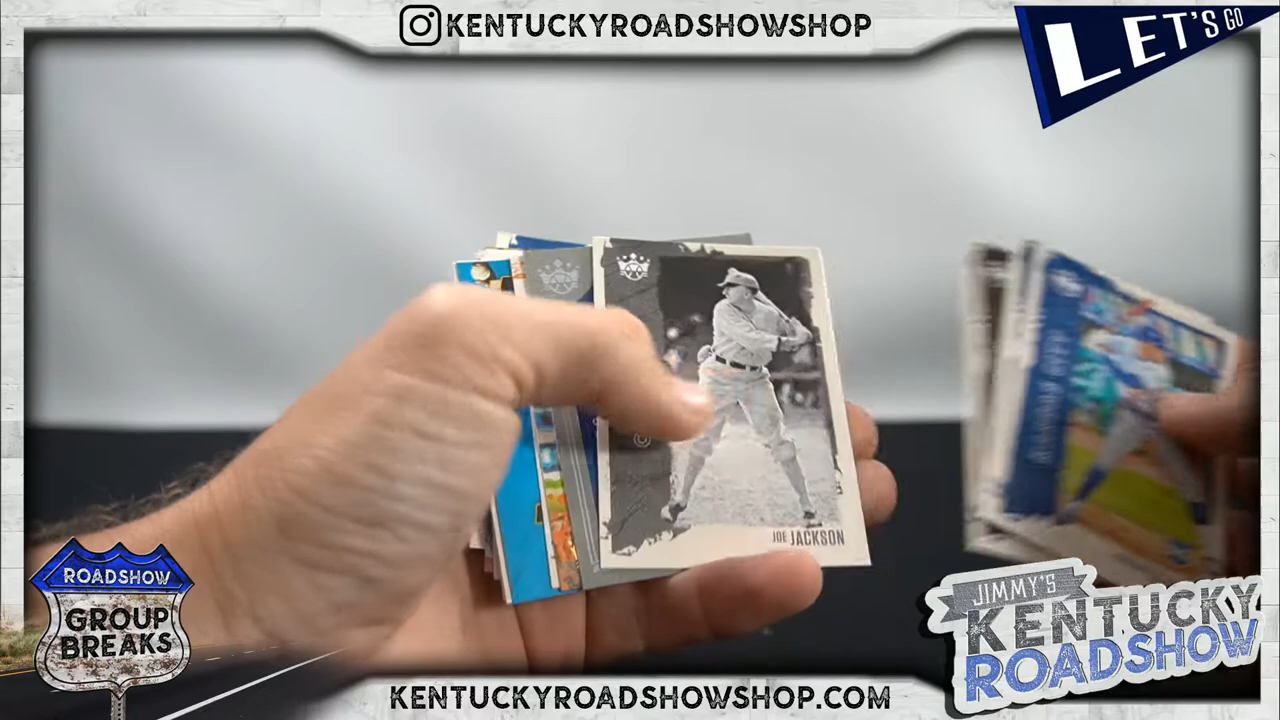 KENTUCKYROADSHOWSHOP
LET'S GO
JOE JACKSON
ROADSHOW
GROUP
BREAKS
JIMMY'S
KENTUCKY
ROADSHOW
KENTUCKYROADSHOWSHOP.COM